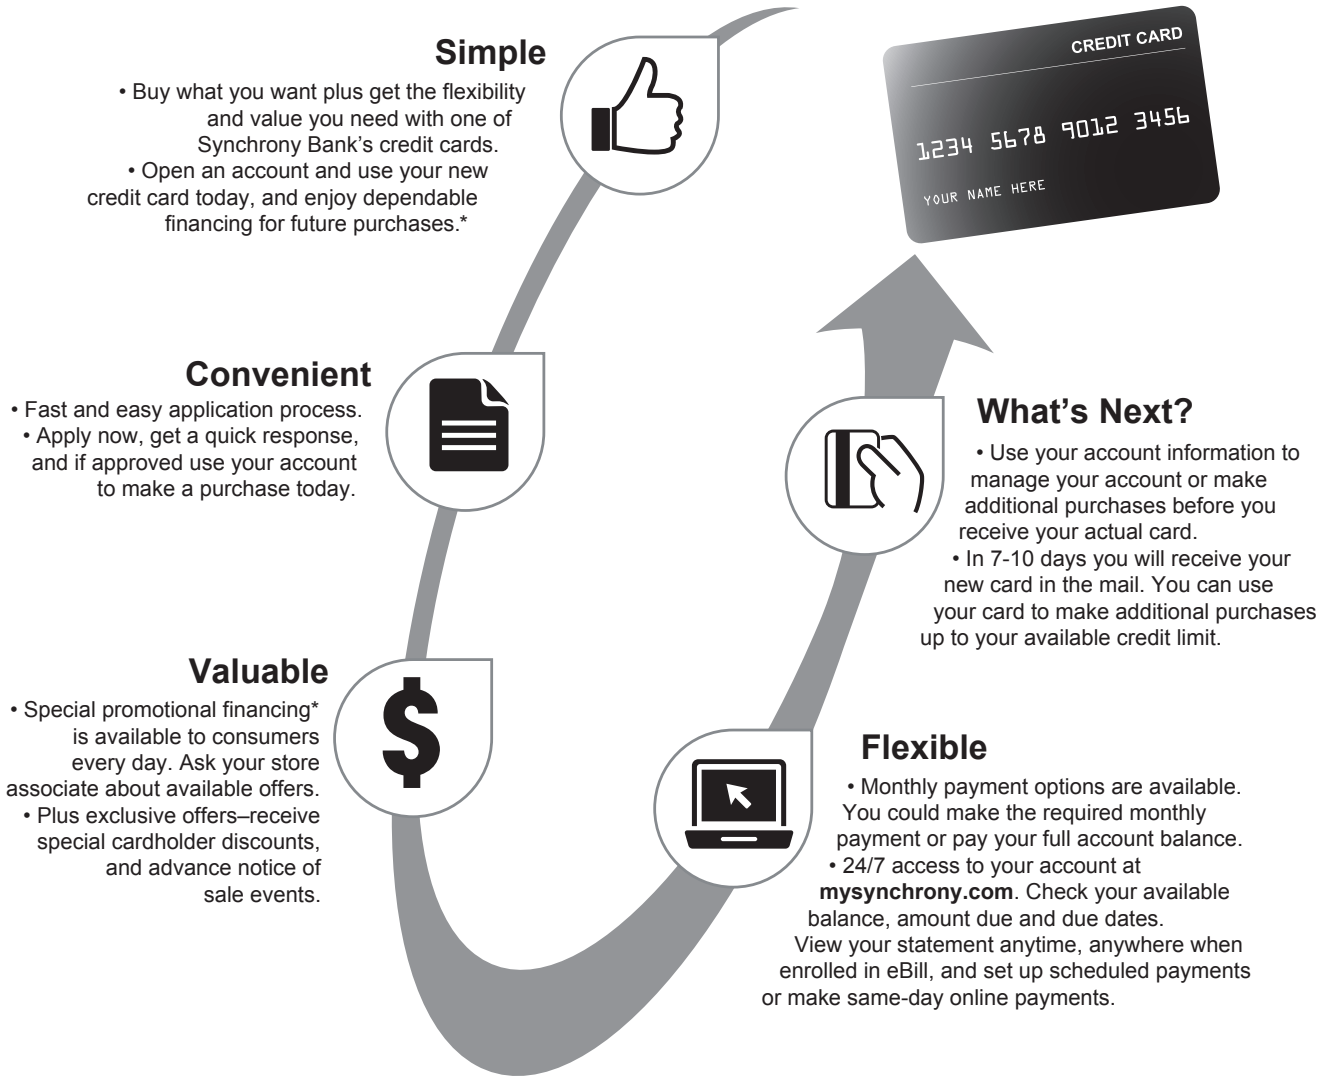 Simple
• Buy what you want plus get the flexibility
and value you need with one of
Synchrony Bank's credit cards.
• Open an account and use your new
credit card today, and enjoy dependable
financing for future purchases.*
Convenient
• Fast and easy application process.
• Apply now, get a quick response,
and if approved use your account
to make a purchase today.
Valuable
• Special promotional financing*
is available to consumers
every day. Ask your store
associate about available offers.
• Plus exclusive offers–receive
special cardholder discounts,
and advance notice of
sale events.
Flexible
• Monthly payment options are available.
You could make the required monthly
payment or pay your full account balance.
• 24/7 access to your account at
mysynchrony.com. Check your available
balance, amount due and due dates.
View your statement anytime, anywhere when
enrolled in eBill, and set up scheduled payments
or make same-day online payments.
What's Next?
• Use your account information to
manage your account or make
additional purchases before you
receive your actual card.
• In 7-10 days you will receive your
new card in the mail. You can use
your card to make additional purchases
up to your available credit limit.
CREDIT CARD
1234 5678 9012 3456
YOUR NAME HERE
$